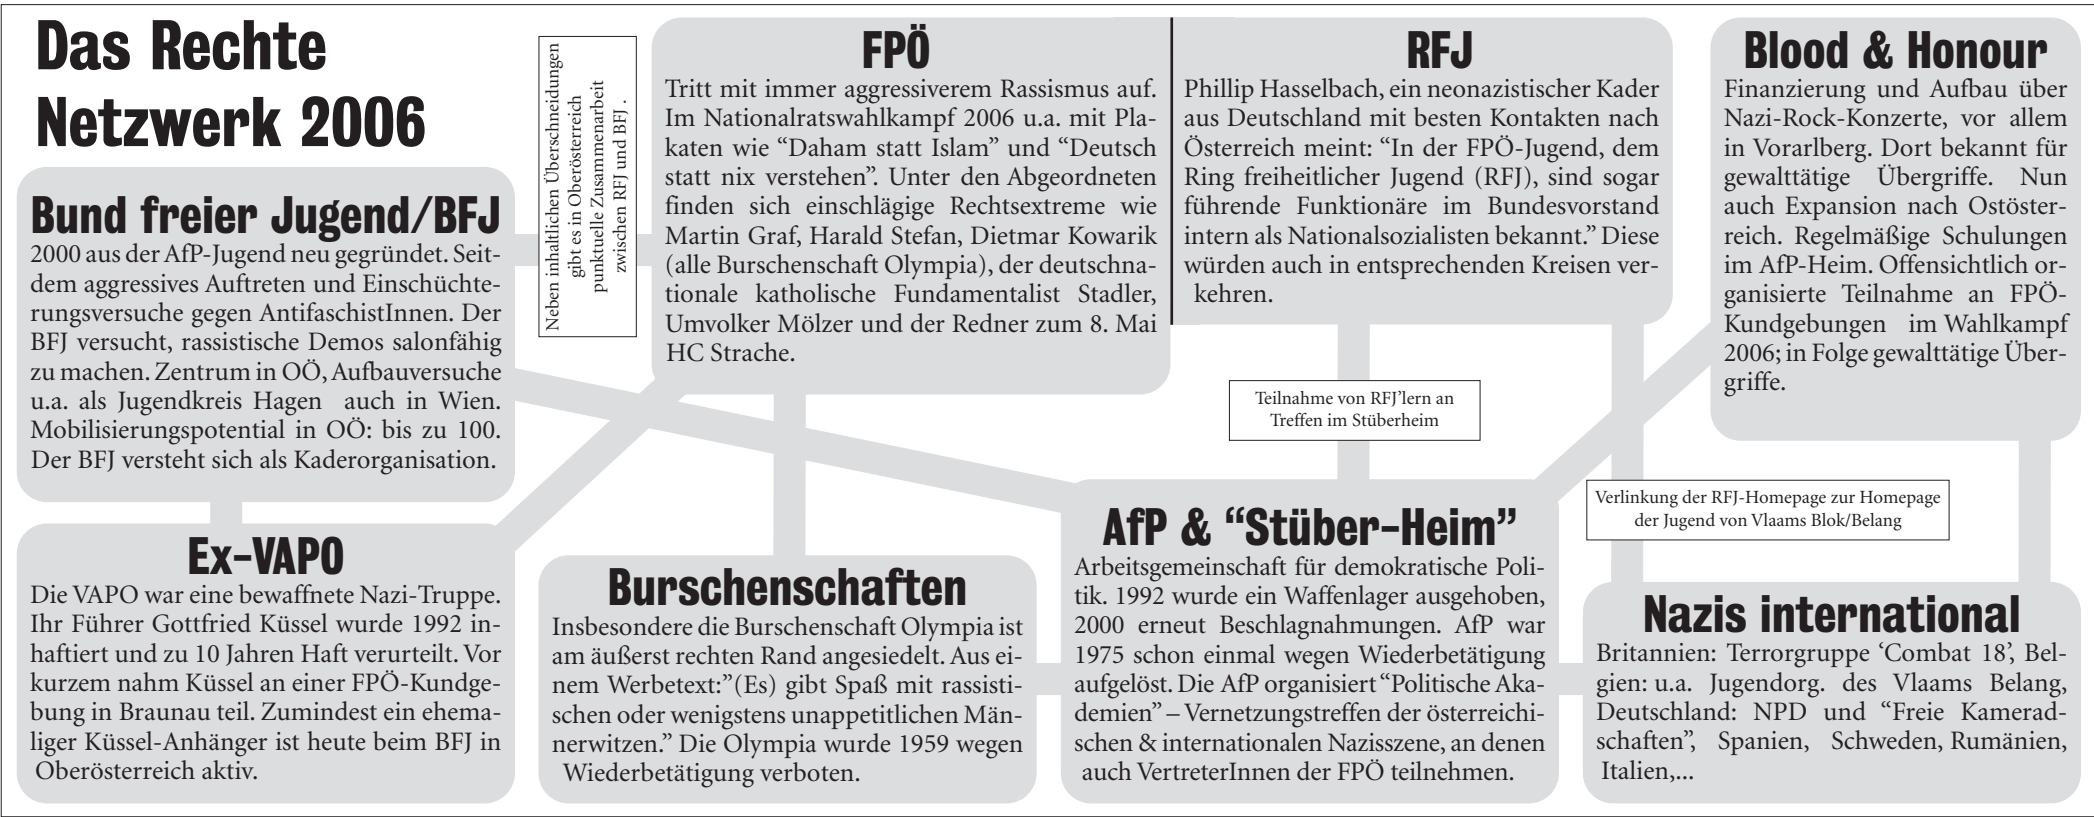 Das Rechte
Netzwerk 2006
Bund freier Jugend/BFJ
2000 aus der AfP-Jugend neu gegründet. Seit-
dem aggressives Auftreten und Einschüchte-
rungsversuche gegen AntifaschistInnen. Der
BFJ versucht, rassistische Demos salonfähig
zu machen. Zentrum in OÖ, Aufbauversuche
u.a. als Jugendkreis Hagen auch in Wien.
Mobilisierungspotential in OÖ: bis zu 100.
Der BFJ versteht sich als Kaderorganisation.
Ex-VAPO
Die VAPO war eine bewaffnete Nazi-Truppe.
Ihr Führer Gottfried Küssel wurde 1992 in-
haftiert und zu 10 Jahren Haft verurteilt. Vor
kurzem nahm Küssel an einer FPÖ-Kundge-
bung in Braunau teil. Zumindest ein ehema-
liger Küssel-Anhänger ist heute beim BFJ in
Oberösterreich aktiv.
Neben inhaltlichen Überschneidungen
gibt es in Oberösterreich
punktuelle Zusammenarbeit
zwischen RFJ und BFJ .
FPÖ
Tritt mit immer aggressiverem Rassismus auf.
Im Nationalratswahlkampf 2006 u.a. mit Pla-
katen wie “Daham statt Islam” und “Deutsch
statt nix verstehen”. Unter den Abgeordneten
finden sich einschlägige Rechtsextreme wie
Martin Graf, Harald Stefan, Dietmar Kowarik
(alle Burschenschaft Olympia), der deutschna-
tionale katholische Fundamentalist Stadler,
Umvolker Mölzer und der Redner zum 8. Mai
HC Strache.
RFJ
Phillip Hasselbach, ein neonazistischer Kader
aus Deutschland mit besten Kontakten nach
Österreich meint: “In der FPÖ-Jugend, dem
Ring freiheitlicher Jugend (RFJ), sind sogar
führende Funktionäre im Bundesvorstand
intern als Nationalsozialisten bekannt.” Diese
würden auch in entsprechenden Kreisen ver-
kehren.
Blood & Honour
Finanzierung und Aufbau über
Nazi-Rock-Konzerte, vor allem
in Vorarlberg. Dort bekannt für
gewalttätige Übergriffe. Nun
auch Expansion nach Ostöster-
reich. Regelmäßige Schulungen
im AfP-Heim. Offensichtlich or-
ganisierte Teilnahme an FPÖ-
Kundgebungen im Wahlkampf
2006; in Folge gewalttätige Über-
griffe.
Teilnahme von RFJ’lern an
Treffen im Stüberheim
Verlinkung der RFJ-Homepage zur Homepage
der Jugend von Vlaams Blok/Belang
Burschenschaften
Insbesondere die Burschenschaft Olympia ist
am äußerst rechten Rand angesiedelt. Aus ei-
nem Werbetext:”(Es) gibt Spaß mit rassisti-
schen oder wenigstens unappetitlichen Män-
nerwitzen.” Die Olympia wurde 1959 wegen
Wiederbetätigung verboten.
AfP & “Stüber-Heim”
Arbeitsgemeinschaft für demokratische Poli-
tik. 1992 wurde ein Waffenlager ausgehoben,
2000 erneut Beschlagnahmungen. AfP war
1975 schon einmal wegen Wiederbetätigung
aufgelöst. Die AfP organisiert “Politische Aka-
demien” – Vernetzungstreffen der österreichi-
schen & internationalen Naziszene, an denen
auch VertreterInnen der FPÖ teilnehmen.
Nazis international
Britannien: Terrorgruppe ‘Combat 18’, Bel-
gien: u.a. Jugendorg. des Vlaams Belang,
Deutschland: NPD und “Freie Kamerad-
schaften”, Spanien, Schweden, Rumänien,
Italien,...